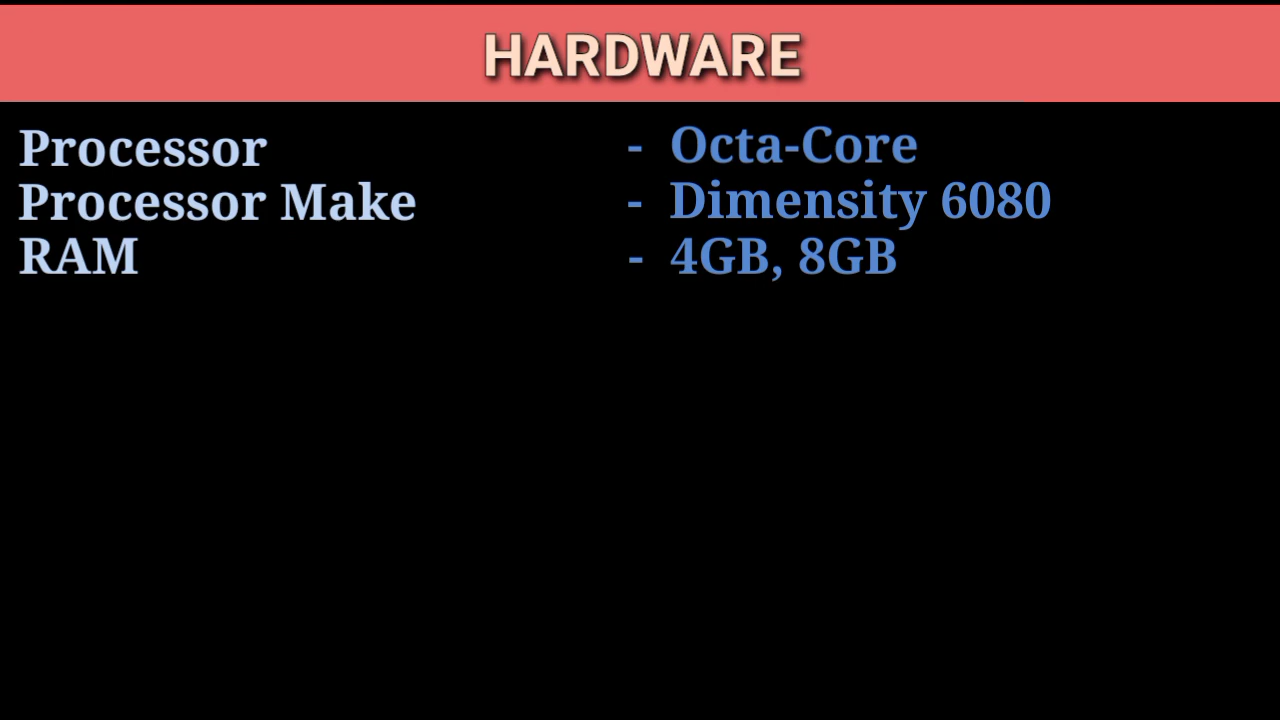 HARDWARE
Processor - Octa-Core
Processor Make - Dimensity 6080
RAM - 4GB, 8GB